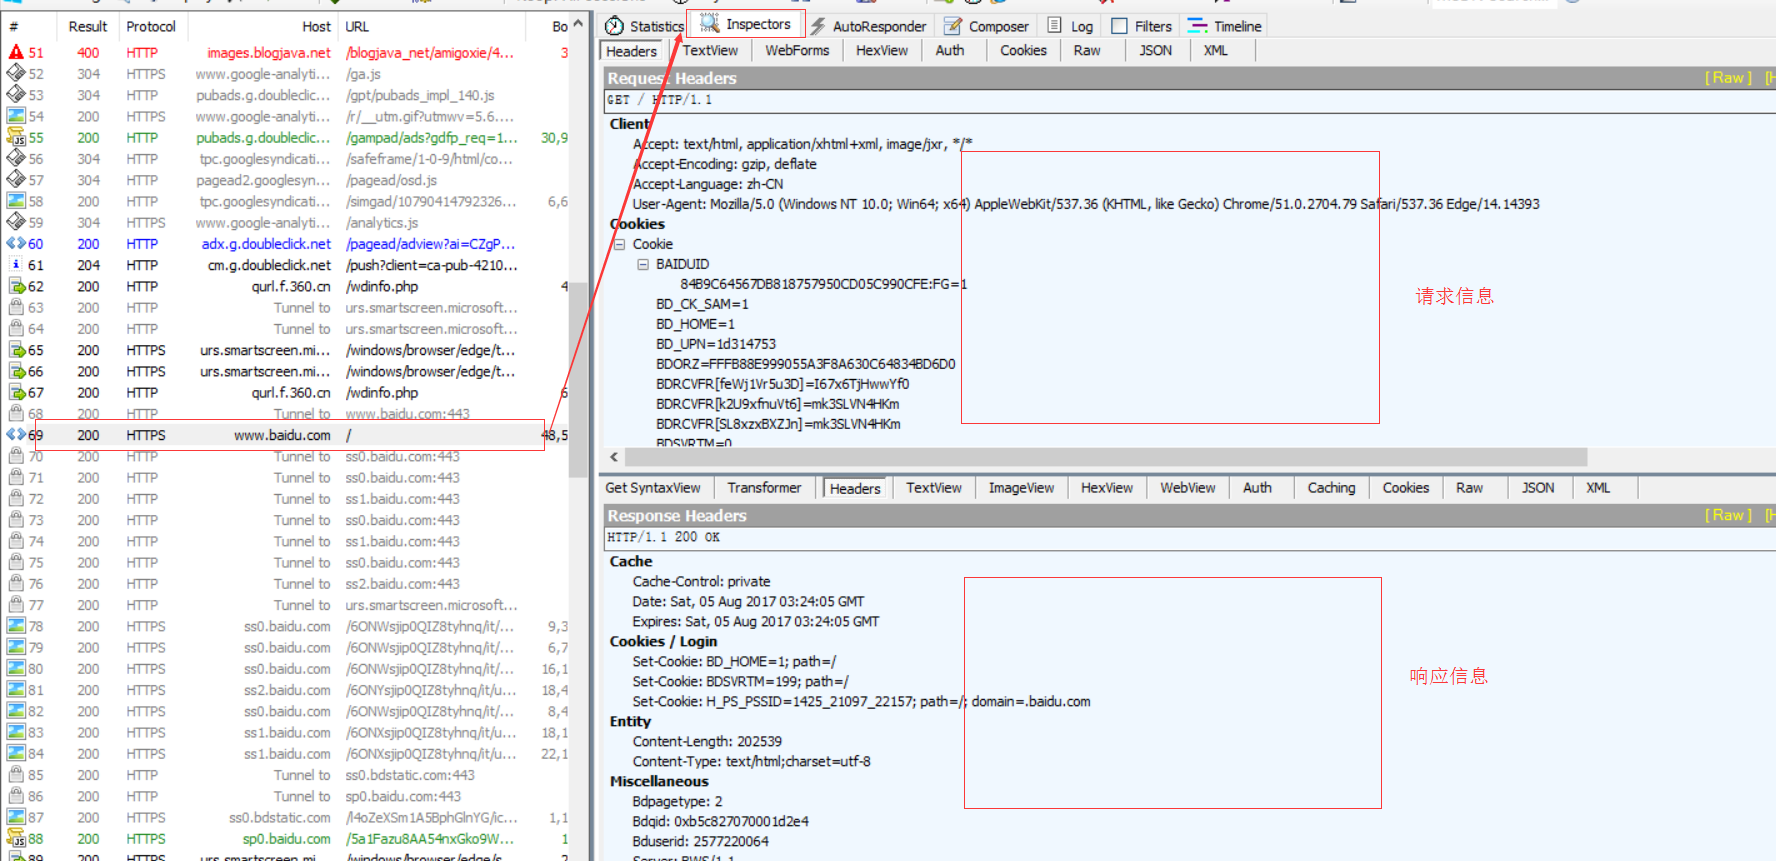 # Result Protocol Host URL Bo
51 400 HTTP images.blogjava.net /blogjava_net/amigoxie/4... 3
52 304 HTTPS www.google-analyti... /ga.js
53 304 HTTP pubads.g.doubleclic... /gpt/pubads_impl_140.js
54 200 HTTPS www.google-analyti... /r/__utm.gif?utmwv=5.6....
55 200 HTTP pubads.g.doubleclic... /gampad/ads?gdfp_req=1... 30,9
56 304 HTTP tpc.googlesyndicati... /safeframe/1-0-9/html/co...
57 304 HTTP pagead2.googlesyn... /pagead/osd.js
58 200 HTTP tpc.googlesyndicati... /simgad/10790414792326... 6,6
59 304 HTTPS www.google-analyti... /analytics.js
60 200 HTTP adx.g.doubleclick.net /pagead/adview?ai=CZgP...
61 204 HTTP cm.g.doubleclick.net /push?client=ca-pub-4210...
62 200 HTTP qurl.f.360.cn /wdinfo.php 4
63 200 HTTP Tunnel to urs.smartscreen.microsoft...
64 200 HTTP Tunnel to urs.smartscreen.microsoft...
65 200 HTTPS urs.smartscreen.mi... /windows/browser/edge/t...
66 200 HTTPS urs.smartscreen.mi... /windows/browser/edge/t...
67 200 HTTP qurl.f.360.cn /wdinfo.php 6
68 200 HTTP Tunnel to www.baidu.com:443
69 200 HTTPS www.baidu.com / 48,5
70 200 HTTP Tunnel to ss0.baidu.com:443
71 200 HTTP Tunnel to ss0.baidu.com:443
72 200 HTTP Tunnel to ss1.baidu.com:443
73 200 HTTP Tunnel to ss0.baidu.com:443
74 200 HTTP Tunnel to ss1.baidu.com:443
75 200 HTTP Tunnel to ss0.baidu.com:443
76 200 HTTP Tunnel to ss2.baidu.com:443
77 200 HTTP Tunnel to urs.smartscreen.microsoft...
78 200 HTTPS ss0.baidu.com /6ONWsjip0QIZ8tyhnq/it/... 9,3
79 200 HTTPS ss0.baidu.com /6ONWsjip0QIZ8tyhnq/it/... 6,7
80 200 HTTPS ss0.baidu.com /6ONWsjip0QIZ8tyhnq/it/... 16,1
81 200 HTTPS ss2.baidu.com /6ONYsjip0QIZ8tyhnq/it/u... 18,4
82 200 HTTPS ss0.baidu.com /6ONWsjip0QIZ8tyhnq/it/... 8,4
83 200 HTTPS ss1.baidu.com /6ONXsjip0QIZ8tyhnq/it/u... 18,1
84 200 HTTPS ss1.baidu.com /6ONXsjip0QIZ8tyhnq/it/u... 22,1
85 200 HTTP Tunnel to ss0.bdstatic.com:443
86 200 HTTP Tunnel to sp0.baidu.com:443
87 200 HTTPS ss0.bdstatic.com /l4oZeXSm1A5BphGlnYG/ic... 1,1
88 200 HTTPS sp0.baidu.com /5a1Fazu8AA54nxGko9W... 1
89 200 HTTPS urs.smartscreen.mi... /windows/browser/edge/s... 2
Statistics Inspectors AutoResponder Composer Log Filters Timeline
Headers TextView WebForms HexView Auth Cookies Raw JSON XML
Request Headers [ Raw ] [H
GET / HTTP/1.1
Client
Accept: text/html, application/xhtml+xml, image/jxr, */*
Accept-Encoding: gzip, deflate
Accept-Language: zh-CN
User-Agent: Mozilla/5.0 (Windows NT 10.0; Win64; x64) AppleWebKit/537.36 (KHTML, like Gecko) Chrome/51.0.2704.79 Safari/537.36 Edge/14.14393
Cookies
Cookie
BAIDUID
84B9C64567DB818757950CD05C990CFE:FG=1
BD_CK_SAM=1
BD_HOME=1
BD_UPN=1d314753
BDORZ=FFFB88E999055A3F8A630C64834BD6D0
BDRCVFR[feWj1Vr5u3D]=I67x6TjHwwYf0
BDRCVFR[k2U9xfnuVt6]=mk3SLVN4HKm
BDRCVFR[SL8xzxBXZJn]=mk3SLVN4HKm
BDSVRTM=0
请求信息
Get SyntaxView Transformer Headers TextView ImageView HexView WebView Auth Caching Cookies Raw JSON XML
Response Headers [ Raw ] [H
HTTP/1.1 200 OK
Cache
Cache-Control: private
Date: Sat, 05 Aug 2017 03:24:05 GMT
Expires: Sat, 05 Aug 2017 03:24:05 GMT
Cookies / Login
Set-Cookie: BD_HOME=1; path=/
Set-Cookie: BDSVRTM=199; path=/
Set-Cookie: H_PS_PSSID=1425_21097_22157; path=/; domain=.baidu.com
Entity
Content-Length: 202539
Content-Type: text/html;charset=utf-8
Miscellaneous
Bdpagetype: 2
Bdqid: 0xb5c827070001d2e4
Bduserid: 2577220064
Server: BWS/1.1
响应信息